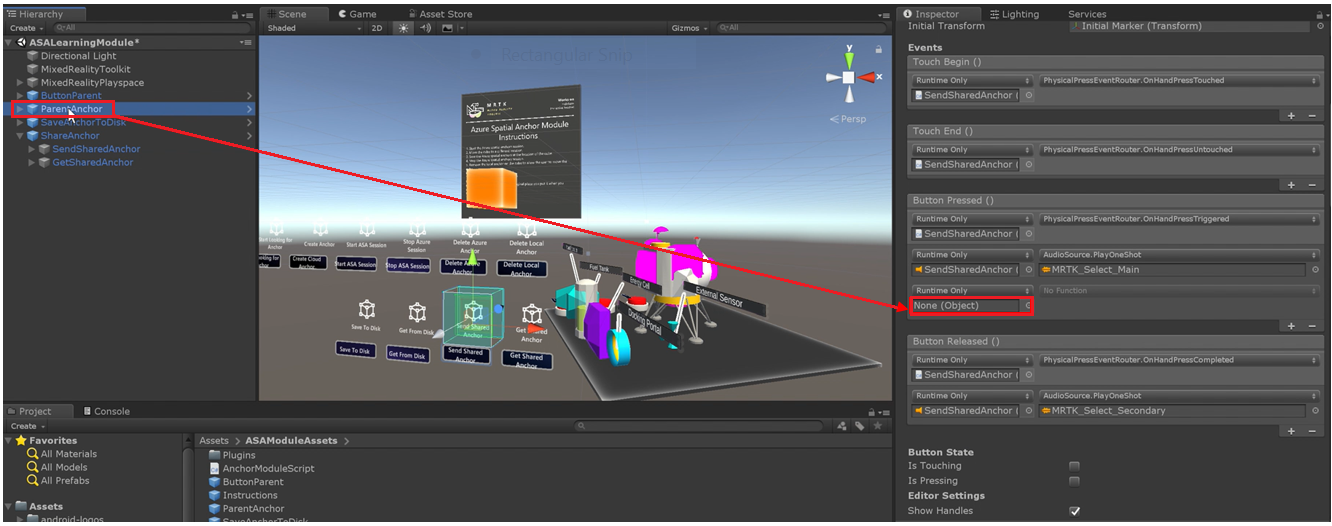 Hierarchy
Create
All
ASALearningModule*
Directional Light
MixedRealityToolkit
MixedRealityPlayspace
ButtonParent
ParentAnchor
SaveAnchorToDisk
ShareAnchor
SendSharedAnchor
GetSharedAnchor
Scene
Game
Asset Store
Shaded
2D
Gizmos
All
Rectangular Snip
y
x
Persp
MRTK
Azure Spatial Anchor Module
Instructions
Create Anchor
Start ASA Session
Stop Azure
Session
Delete Azure
Anchor
Delete Local
Anchor
Create Cloud
Anchor
Start ASA Session
Stop ASA Session
Delete Azure
Anchor
Delete Local
Anchor
Fuel Tank
Energy Cell
External Sensor
Docking Portal
Save To Disk
Get From Disk
Send Shared
Anchor
Get Shared
Anchor
Save To Disk
Get From Disk
Send Shared
Anchor
Get Shared
Anchor
Project
Console
Create
Favorites
All Materials
All Models
All Prefabs
Assets
android-logos
Assets > ASAModuleAssets >
Plugins
AnchorModuleScript
ButtonParent
Instructions
ParentAnchor
SaveAnchorToDisk
Inspector
Lighting
Services
Initial Transform
Initial Marker (Transform)
Events
Touch Begin ()
Runtime Only
PhysicalPressEventRouter.OnHandPressTouched
SendSharedAnchor (
Touch End ()
Runtime Only
PhysicalPressEventRouter.OnHandPressUntouched
SendSharedAnchor (
Button Pressed ()
Runtime Only
PhysicalPressEventRouter.OnHandPressTriggered
SendSharedAnchor (
Runtime Only
AudioSource.PlayOneShot
SendSharedAnchor (
MRTK_Select_Main
Runtime Only
No Function
None (Object)
Button Released ()
Runtime Only
PhysicalPressEventRouter.OnHandPressCompleted
SendSharedAnchor (
Runtime Only
AudioSource.PlayOneShot
SendSharedAnchor (
MRTK_Select_Secondary
Button State
Is Touching
Is Pressing
Editor Settings
Show Handles